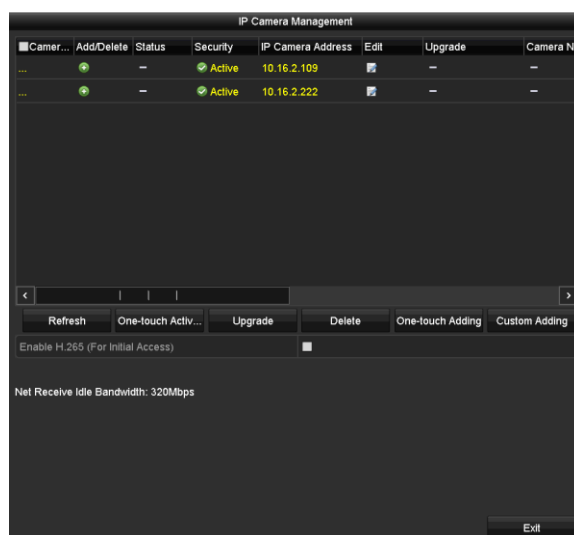 IP Camera Management
Camer... Add/Delete Status Security IP Camera Address Edit Upgrade Camera N
... – Active 10.16.2.109 – –
... – Active 10.16.2.222 – –
Refresh One-touch Activ... Upgrade Delete One-touch Adding Custom Adding
Enable H.265 (For Initial Access)
Net Receive Idle Bandwidth: 320Mbps
Exit